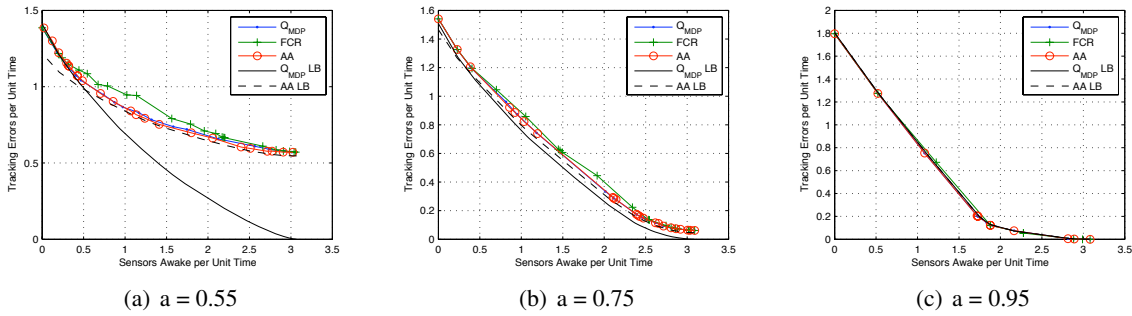 1.5
1
0.5
0
0 0.5 1 1.5 2 2.5 3 3.5
Tracking Errors per Unit Time
Sensors Awake per Unit Time
QMDP
FCR
AA
QMDP LB
AA LB
(a) a = 0.55
1.6
1.4
1.2
1
0.8
0.6
0.4
0.2
0
0 0.5 1 1.5 2 2.5 3 3.5
Tracking Errors per Unit Time
Sensors Awake per Unit Time
QMDP
FCR
AA
QMDP LB
AA LB
(b) a = 0.75
2
1.8
1.6
1.4
1.2
1
0.8
0.6
0.4
0.2
0
0 0.5 1 1.5 2 2.5 3 3.5
Tracking Errors per Unit Time
Sensors Awake per Unit Time
QMDP
FCR
AA
QMDP LB
AA LB
(c) a = 0.95